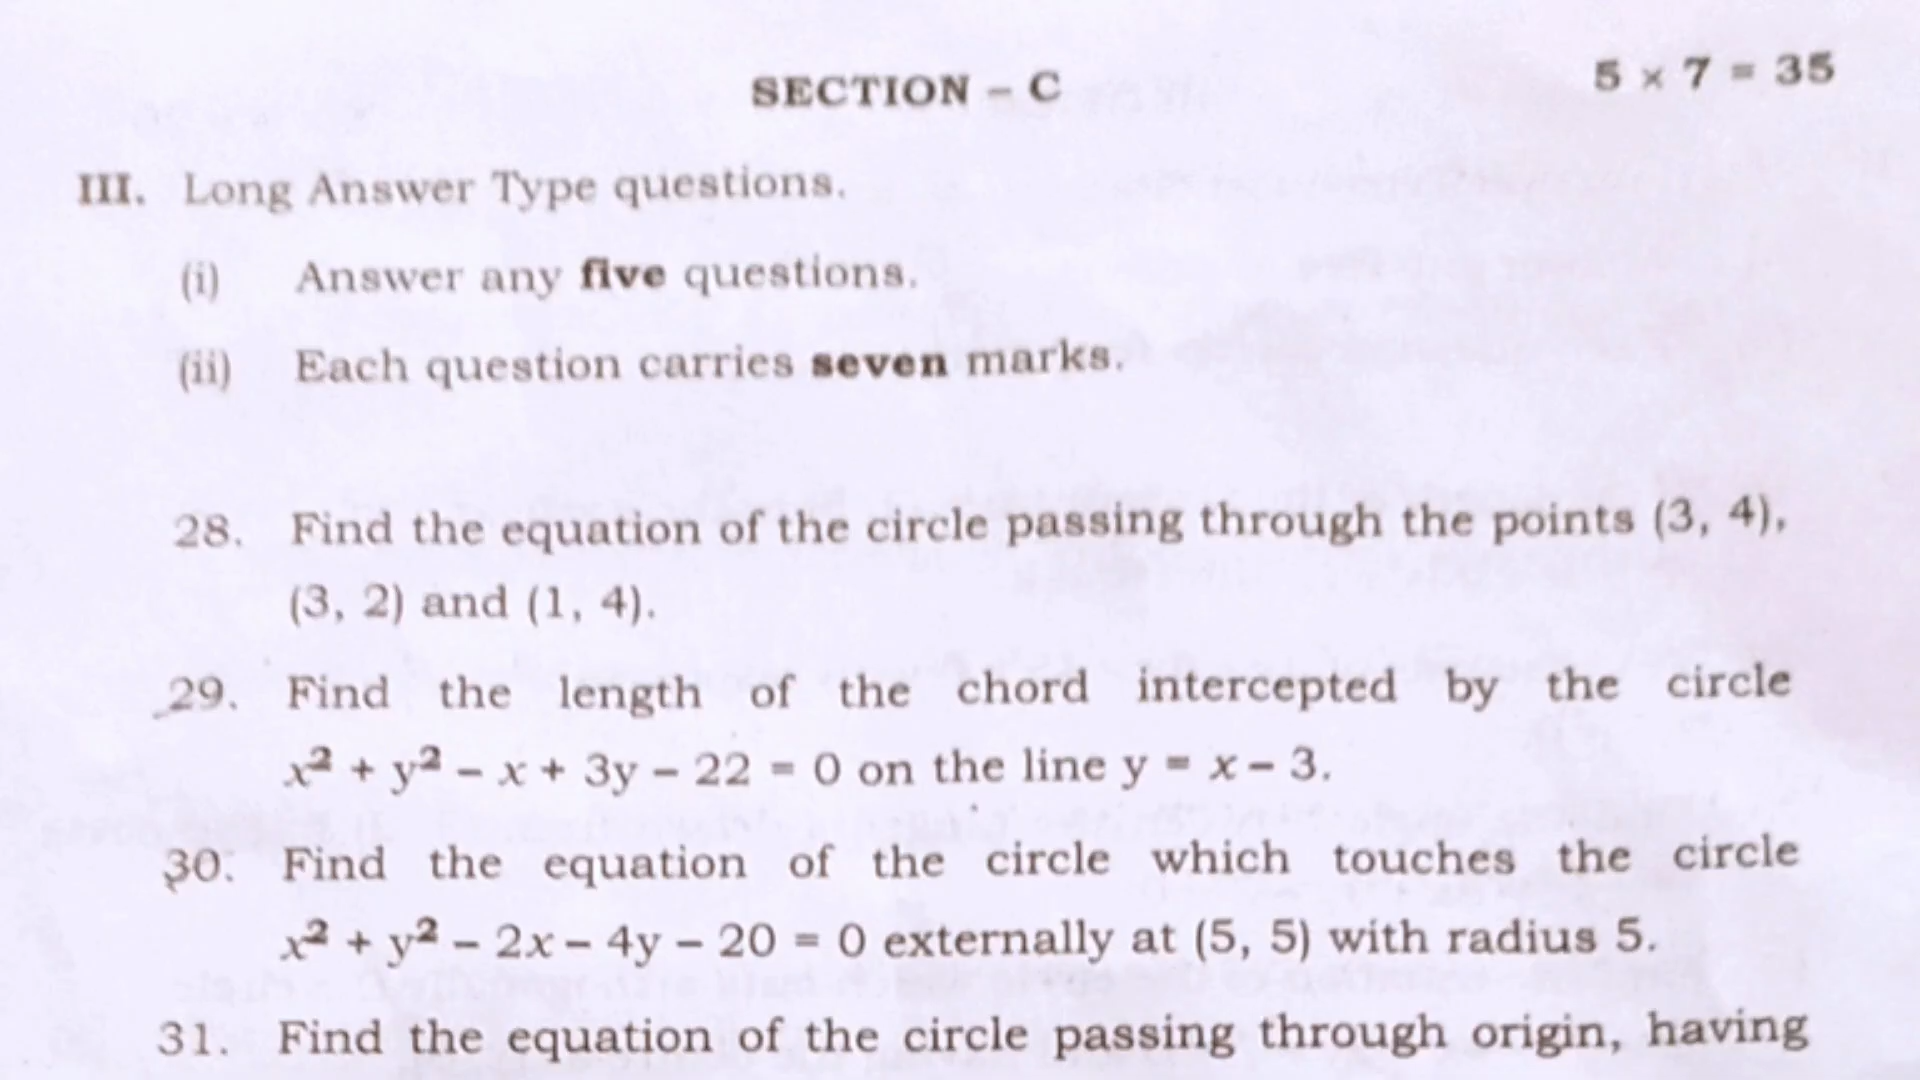 SECTION – C
5 × 7 = 35
III. Long Answer Type questions.
(i) Answer any five questions.
(ii) Each question carries seven marks.
28. Find the equation of the circle passing through the points (3, 4),
(3, 2) and (1, 4).
29. Find the length of the chord intercepted by the circle
x² + y² – x + 3y – 22 = 0 on the line y = x – 3.
30. Find the equation of the circle which touches the circle
x² + y² – 2x – 4y – 20 = 0 externally at (5, 5) with radius 5.
31. Find the equation of the circle passing through origin, having